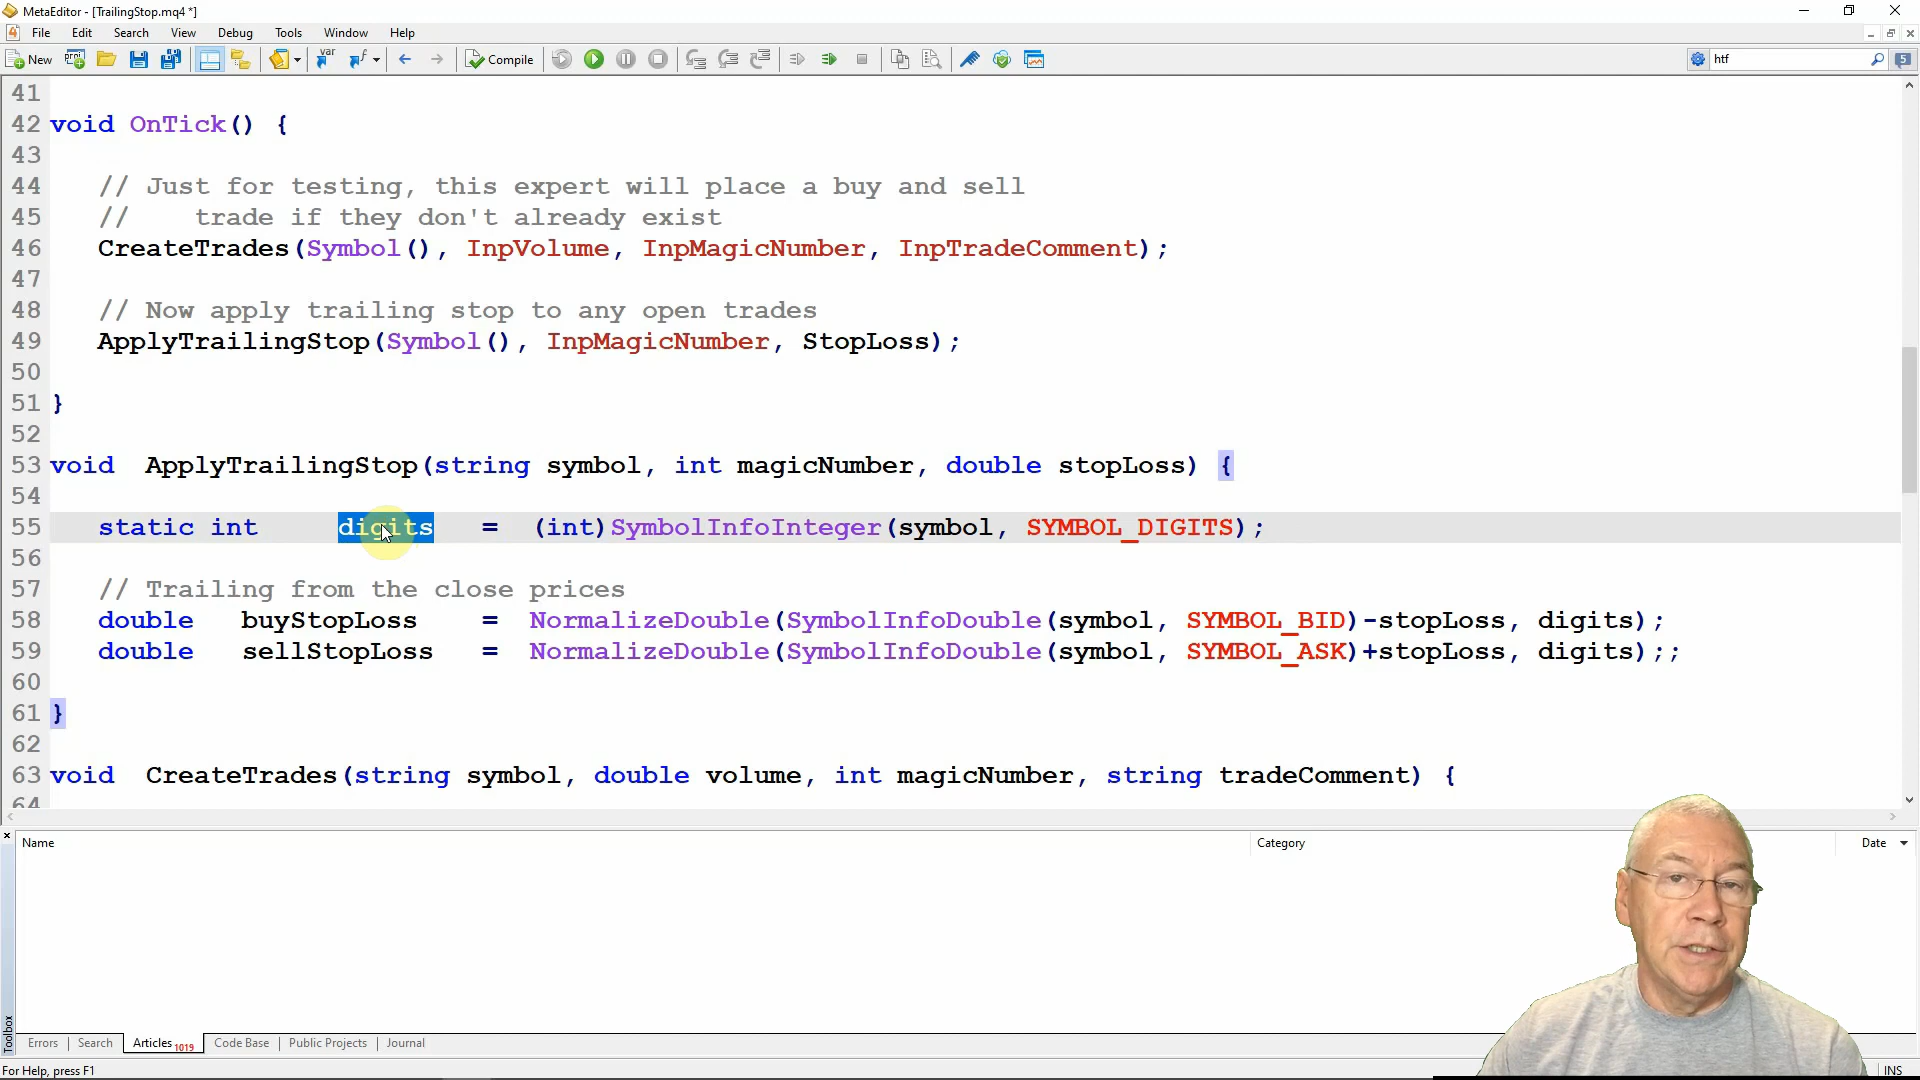 MetaEditor - [TrailingStop.mq4 *]
File Edit Search View Debug Tools Window Help
New Compile htf 5
41
42 void OnTick() {
43
44 // Just for testing, this expert will place a buy and sell
45 // trade if they don't already exist
46 CreateTrades(Symbol(), InpVolume, InpMagicNumber, InpTradeComment);
47
48 // Now apply trailing stop to any open trades
49 ApplyTrailingStop(Symbol(), InpMagicNumber, StopLoss);
50
51 }
52
53 void ApplyTrailingStop(string symbol, int magicNumber, double stopLoss) {
54
55 static int digits = (int)SymbolInfoInteger(symbol, SYMBOL_DIGITS);
56
57 // Trailing from the close prices
58 double buyStopLoss = NormalizeDouble(SymbolInfoDouble(symbol, SYMBOL_BID)-stopLoss, digits);
59 double sellStopLoss = NormalizeDouble(SymbolInfoDouble(symbol, SYMBOL_ASK)+stopLoss, digits);;
60
61 }
62
63 void CreateTrades(string symbol, double volume, int magicNumber, string tradeComment) {
64
Name Category Date
Toolbox
Errors Search Articles 1019 Code Base Public Projects Journal
For Help, press F1 INS